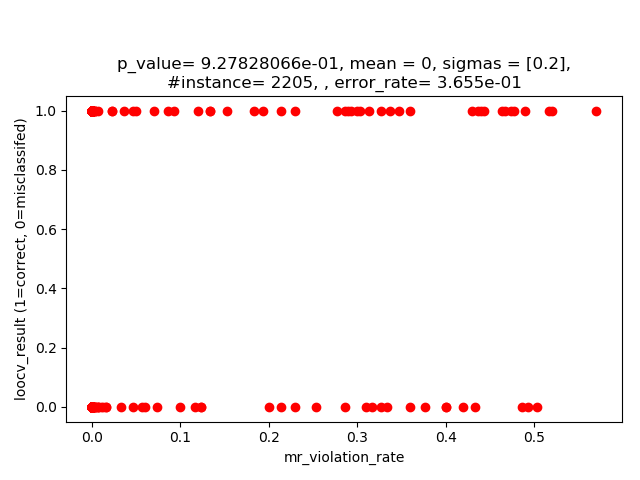 p_value= 9.27828066e-01, mean = 0, sigmas = [0.2],
#instance= 2205, , error_rate= 3.655e-01
1.0
0.8
0.6
0.4
0.2
0.0
loocv_result (1=correct, 0=misclassifed)
0.0 0.1 0.2 0.3 0.4 0.5
mr_violation_rate